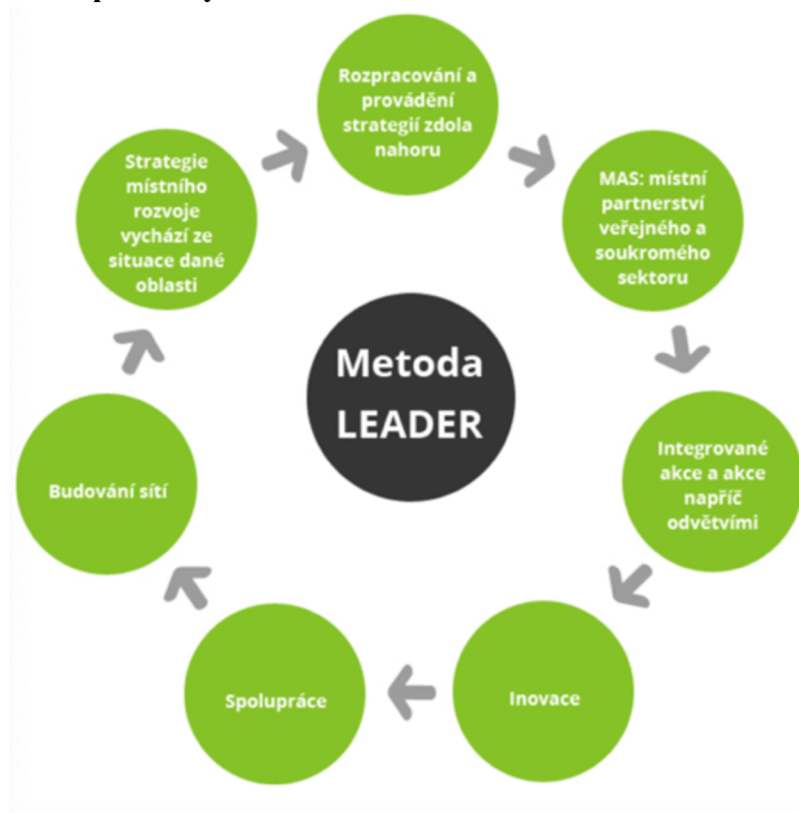 Rozpracování a
provádění
strategií zdola
nahoru
MAS: místní
partnerství
veřejného a
soukromého
sektoru
Integrované
akce a akce
napříč
odvětvími
Inovace
Spolupráce
Budování sítí
Strategie
místního
rozvoje
vychází ze
situace dané
oblasti
Metoda
LEADER